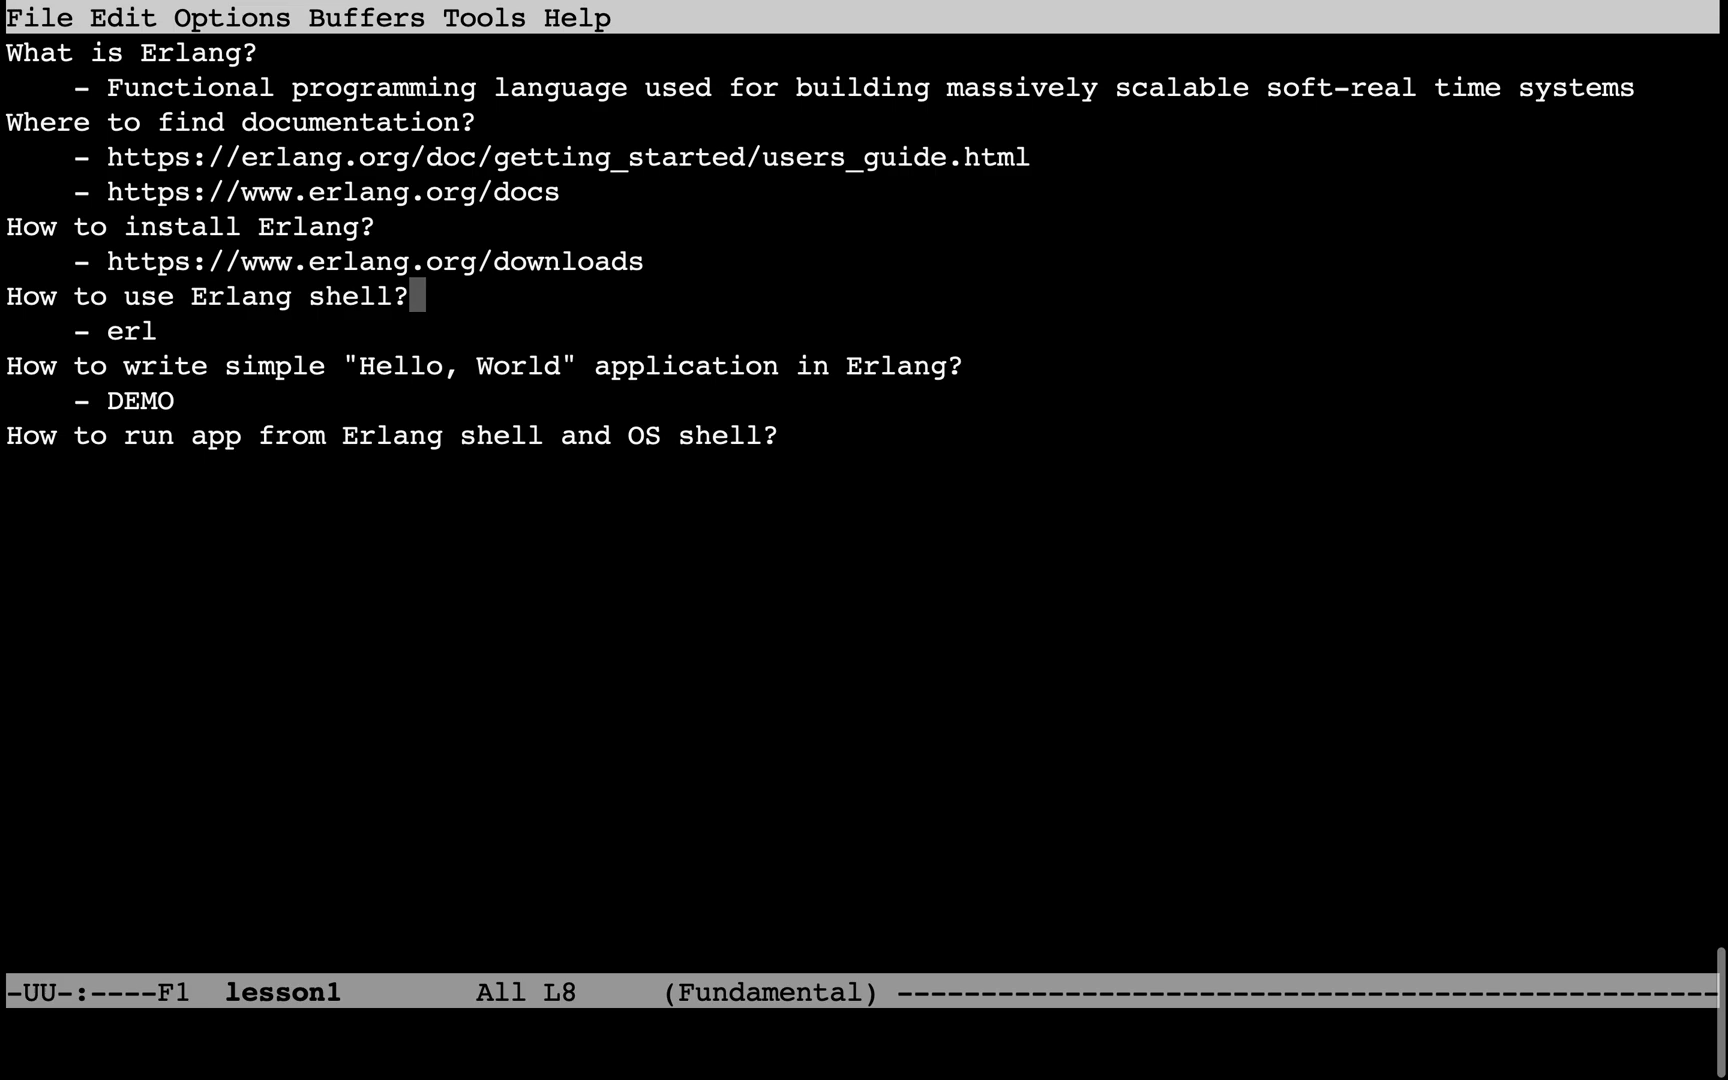 File Edit Options Buffers Tools Help
What is Erlang?
    - Functional programming language used for building massively scalable soft-real time systems
Where to find documentation?
    - https://erlang.org/doc/getting_started/users_guide.html
    - https://www.erlang.org/docs
How to install Erlang?
    - https://www.erlang.org/downloads
How to use Erlang shell?
    - erl
How to write simple "Hello, World" application in Erlang?
    - DEMO
How to run app from Erlang shell and OS shell?
-UU-:----F1  lesson1        All L8     (Fundamental) -------------------------------------------------